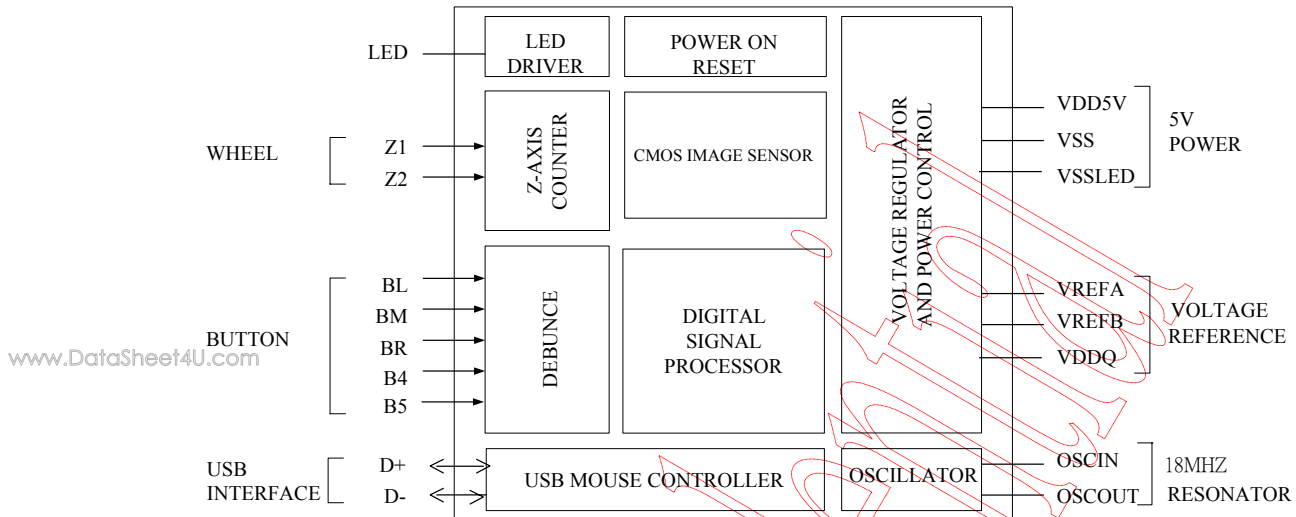 LED
LED
DRIVER
POWER ON
RESET
WHEEL
Z1
Z2
Z-AXIS
COUNTER
CMOS IMAGE SENSOR
VOLTAGE REGULATOR
AND POWER CONTROL
VDD5V
VSS
VSSLED
5V
POWER
BUTTON
BL
BM
BR
B4
B5
DEBUNCE
DIGITAL
SIGNAL
PROCESSOR
VREFA
VREFB
VDDQ
VOLTAGE
REFERENCE
www.DataSheet4U.com
USB
INTERFACE
D+
D-
USB MOUSE CONTROLLER
OSCILLATOR
OSCIN
OSCOUT
18MHZ
RESONATOR